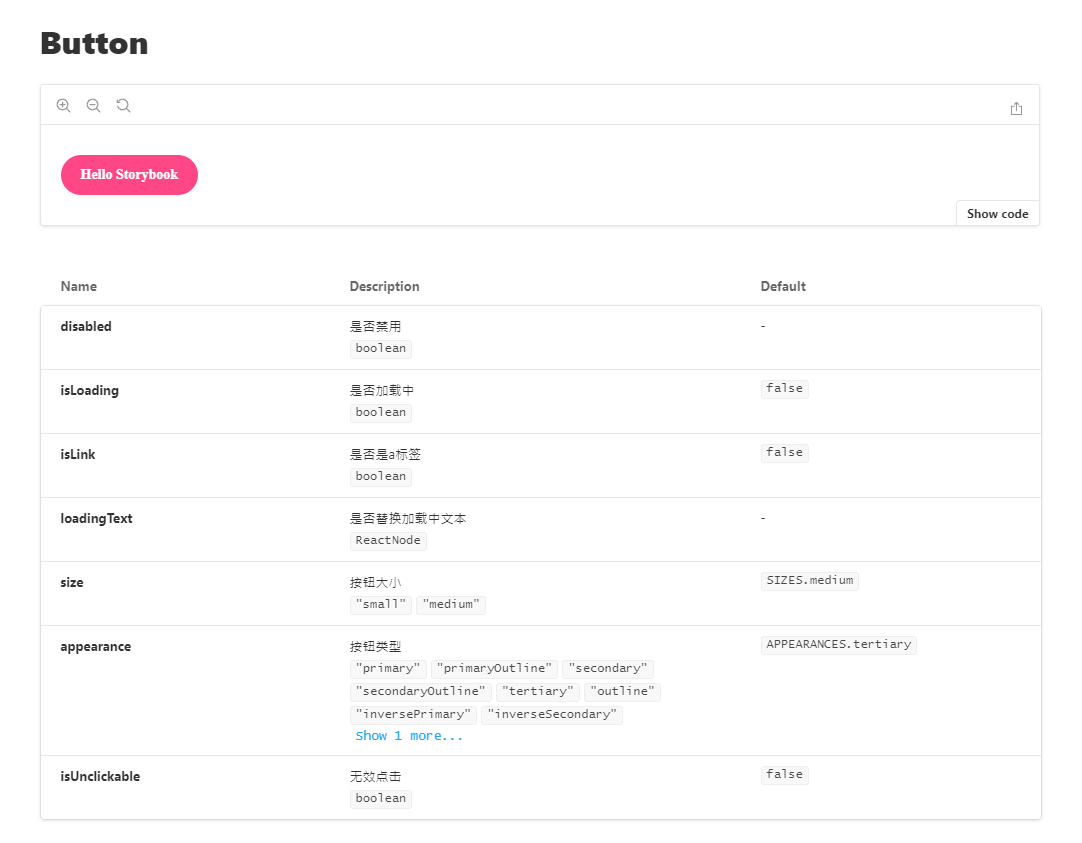 Button
Hello Storybook
Show code
Name Description Default
disabled 是否禁用 -
boolean
isLoading 是否加载中 false
boolean
isLink 是否是a标签 false
boolean
loadingText 是否替换加载中文本 -
ReactNode
size 按钮大小 SIZES.medium
"small" "medium"
appearance 按钮类型 APPEARANCES.tertiary
"primary" "primaryOutline" "secondary"
"secondaryOutline" "tertiary" "outline"
"inversePrimary" "inverseSecondary"
Show 1 more...
isUnclickable 无效点击 false
boolean